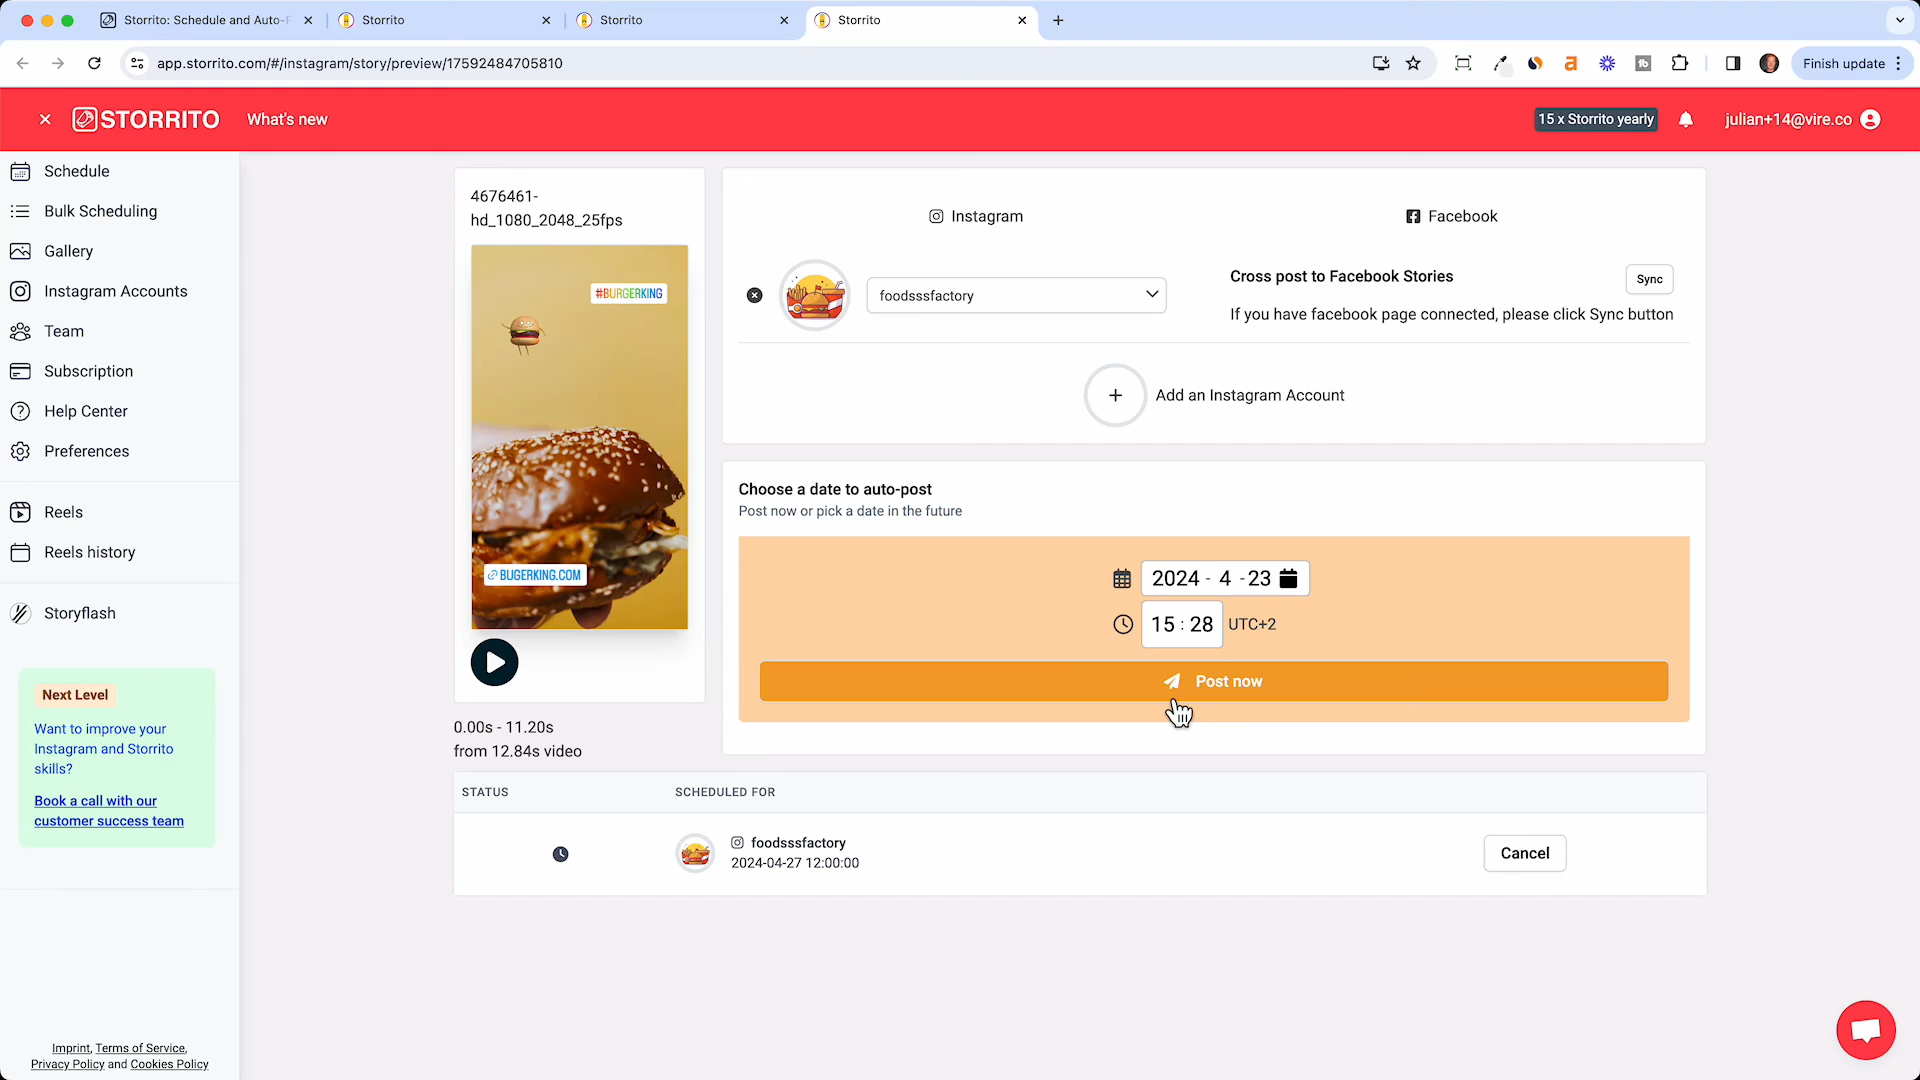 Storrito: Schedule and Auto-P
Storrito
Storrito
Storrito
app.storrito.com/#/instagram/story/preview/17592484705810
Finish update
STORRITO
What's new
15 x Storrito yearly
julian+14@vire.co
Schedule
Bulk Scheduling
Gallery
Instagram Accounts
Team
Subscription
Help Center
Preferences
Reels
Reels history
Storyflash
Next Level
Want to improve your
Instagram and Storrito
skills?
Book a call with our
customer success team
Imprint, Terms of Service,
Privacy Policy and Cookies Policy
4676461-
hd_1080_2048_25fps
#BURGERKING
BUGERKING.COM
0.00s - 11.20s
from 12.84s video
Instagram
Facebook
foodsssfactory
Cross post to Facebook Stories
Sync
If you have facebook page connected, please click Sync button
Add an Instagram Account
Choose a date to auto-post
Post now or pick a date in the future
2024 - 4 - 23
15 : 28 UTC+2
Post now
STATUS SCHEDULED FOR
foodsssfactory
2024-04-27 12:00:00
Cancel